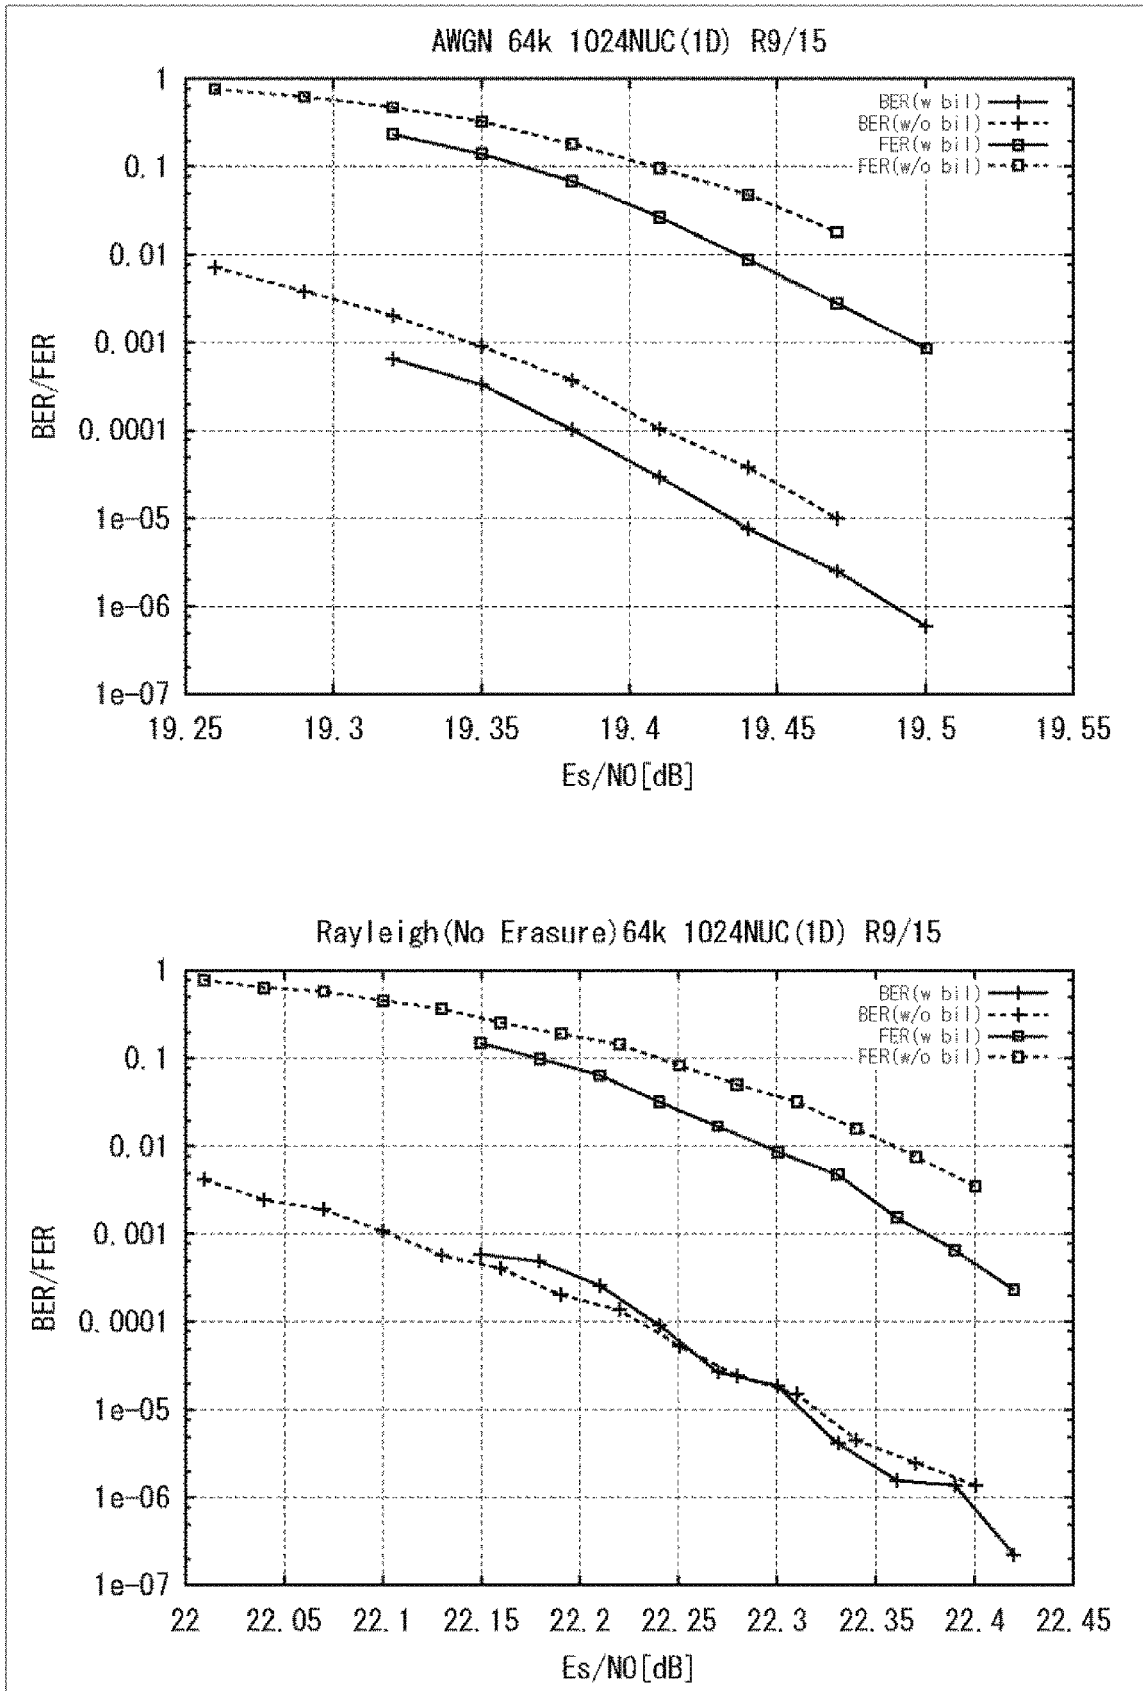 AWGN 64k 1024NUC(1D) R9/15
1
0.1
0.01
0.001
0.0001
1e-05
1e-06
1e-07
BER/FER
BER(w bil)
BER(w/o bil)
FER(w bil)
FER(w/o bil)
19.25 19.3 19.35 19.4 19.45 19.5 19.55
Es/N0[dB]
Rayleigh(No Erasure)64k 1024NUC(1D) R9/15
1
0.1
0.01
0.001
0.0001
1e-05
1e-06
1e-07
BER/FER
BER(w bil)
BER(w/o bil)
FER(w bil)
FER(w/o bil)
22 22.05 22.1 22.15 22.2 22.25 22.3 22.35 22.4 22.45
Es/N0[dB]